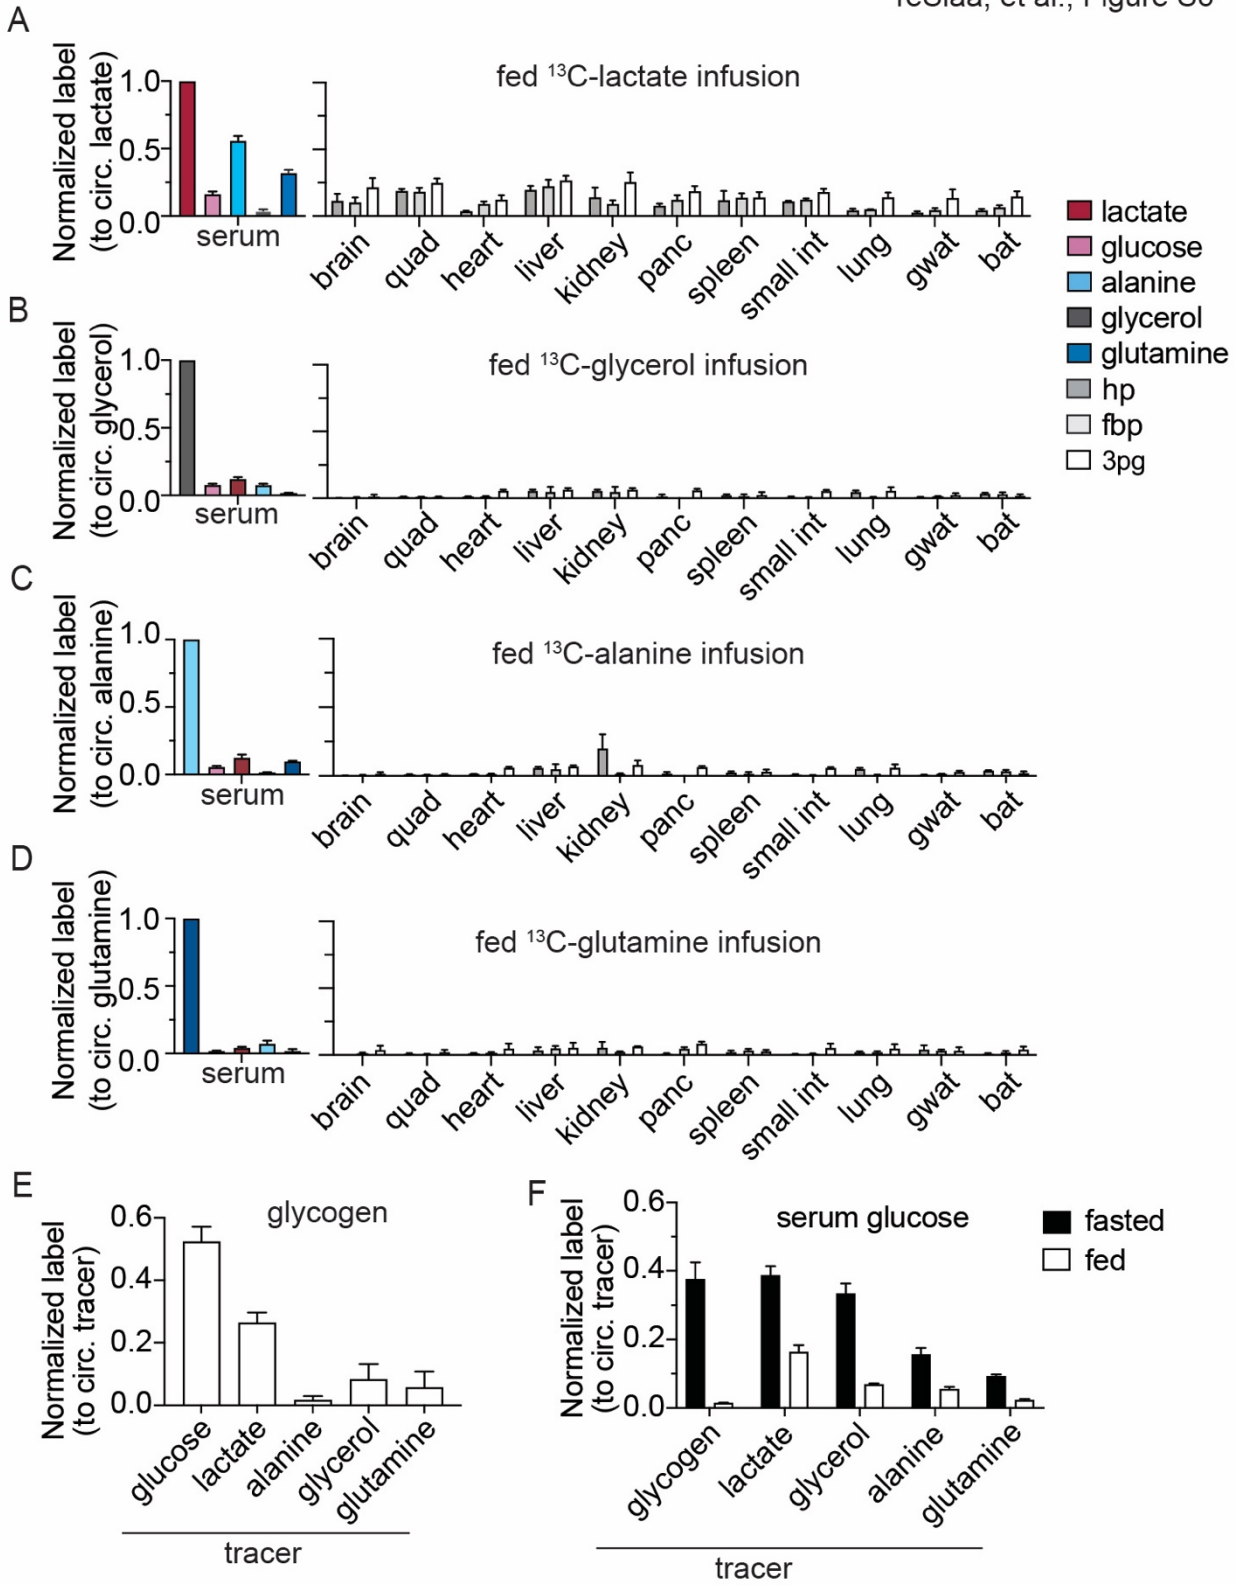 et al., Figure S6
A
Normalized label
(to circ. lactate)
1.0
0.5
0.0
serum
fed ¹³C-lactate infusion
brain
quad
heart
liver
kidney
panc
spleen
small int
lung
gwat
bat
lactate
glucose
alanine
glycerol
glutamine
hp
fbp
3pg
B
Normalized label
(to circ. glycerol)
1.0
0.5
0.0
serum
fed ¹³C-glycerol infusion
brain
quad
heart
liver
kidney
panc
spleen
small int
lung
gwat
bat
C
Normalized label
(to circ. alanine)
1.0
0.5
0.0
serum
fed ¹³C-alanine infusion
brain
quad
heart
liver
kidney
panc
spleen
small int
lung
gwat
bat
D
Normalized label
(to circ. glutamine)
1.0
0.5
0.0
serum
fed ¹³C-glutamine infusion
brain
quad
heart
liver
kidney
panc
spleen
small int
lung
gwat
bat
E
Normalized label
(to circ. tracer)
0.6
0.4
0.2
0.0
glycogen
glucose
lactate
alanine
glycerol
glutamine
tracer
F
Normalized label
(to circ. tracer)
0.6
0.4
0.2
0.0
serum glucose
fasted
fed
glycogen
lactate
glycerol
alanine
glutamine
tracer